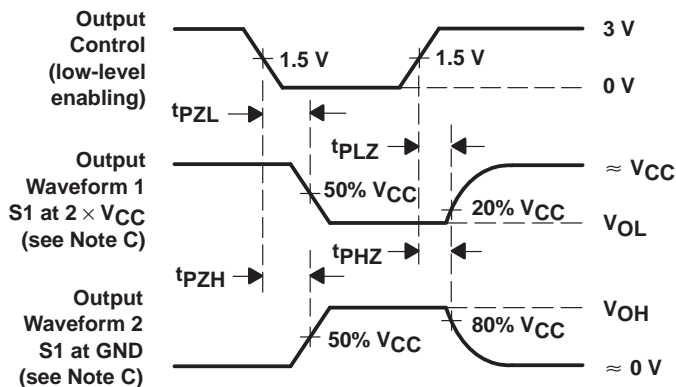 Output
Control
(low-level
enabling)
1.5 V
1.5 V
3 V
0 V
tPZL
tPLZ
Output
Waveform 1
S1 at 2 × VCC
(see Note C)
50% VCC
20% VCC
≈ VCC
VOL
tPZH
tPHZ
Output
Waveform 2
S1 at GND
(see Note C)
50% VCC
80% VCC
VOH
≈ 0 V